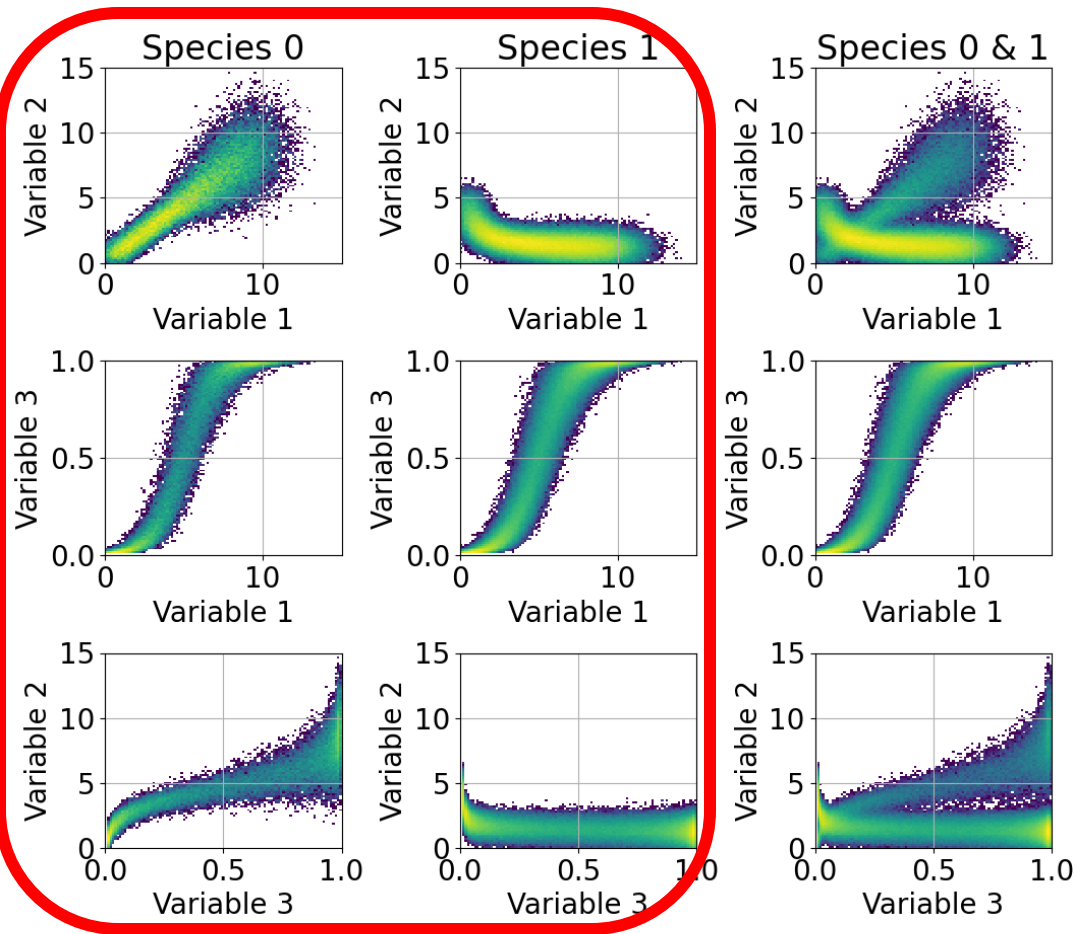 Species 0 Species 1 Species 0 & 1
15 15 15
Variable 2 Variable 2 Variable 2
10 10 10
5 5 5
0 0 0
0 10 0 10 0 10
Variable 1 Variable 1 Variable 1
1.0 1.0 1.0
Variable 3 Variable 3 Variable 3
0.5 0.5 0.5
0.0 0.0 0.0
0 10 0 10 0 10
Variable 1 Variable 1 Variable 1
15 15 15
Variable 2 Variable 2 Variable 2
10 10 10
5 5 5
0 0 0
0.0 0.5 1.0 0.0 0.5 1.0 0.0 0.5 1.0
Variable 3 Variable 3 Variable 3